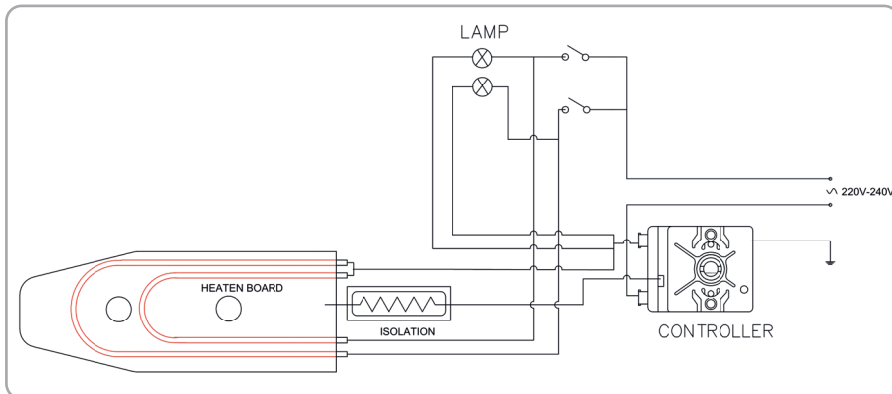 LAMP
220V-240V
HEATEN BOARD
ISOLATION
CONTROLLER